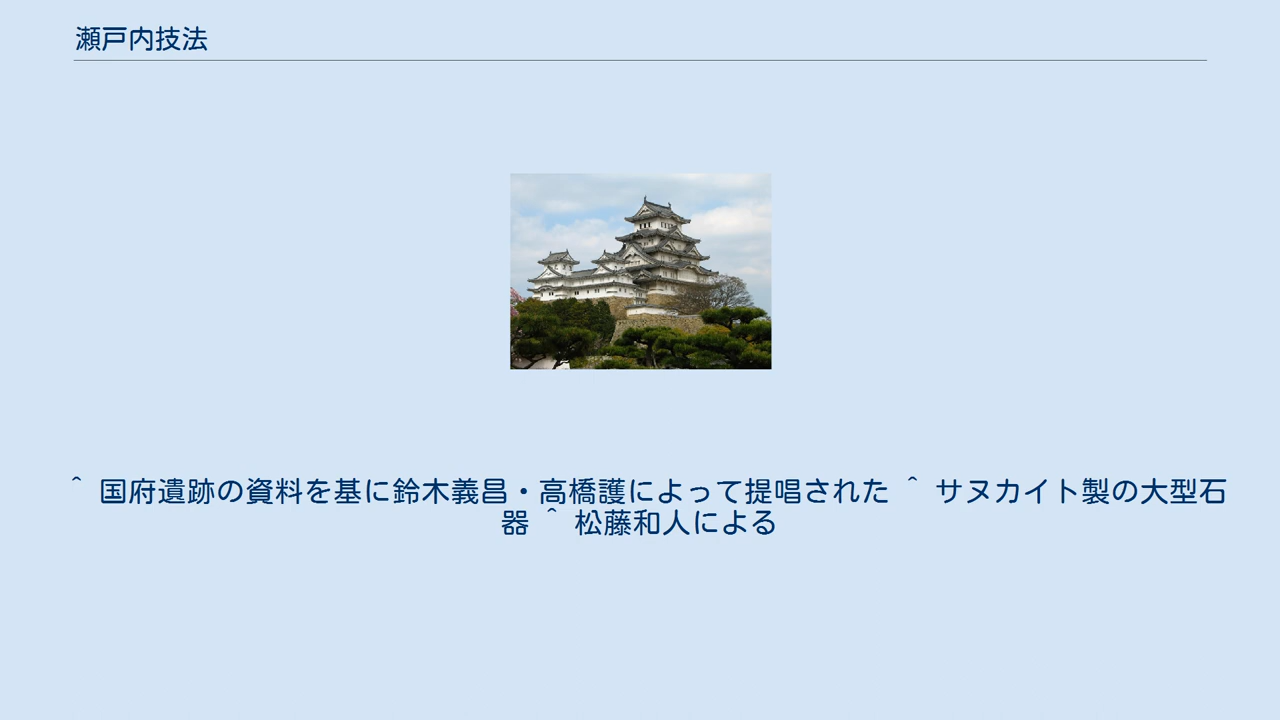 瀬戸内技法
＾ 国府遺跡の資料を基に鈴木義昌・高橋護によって提唱された ＾ サヌカイト製の大型石
器 ＾ 松藤和人による